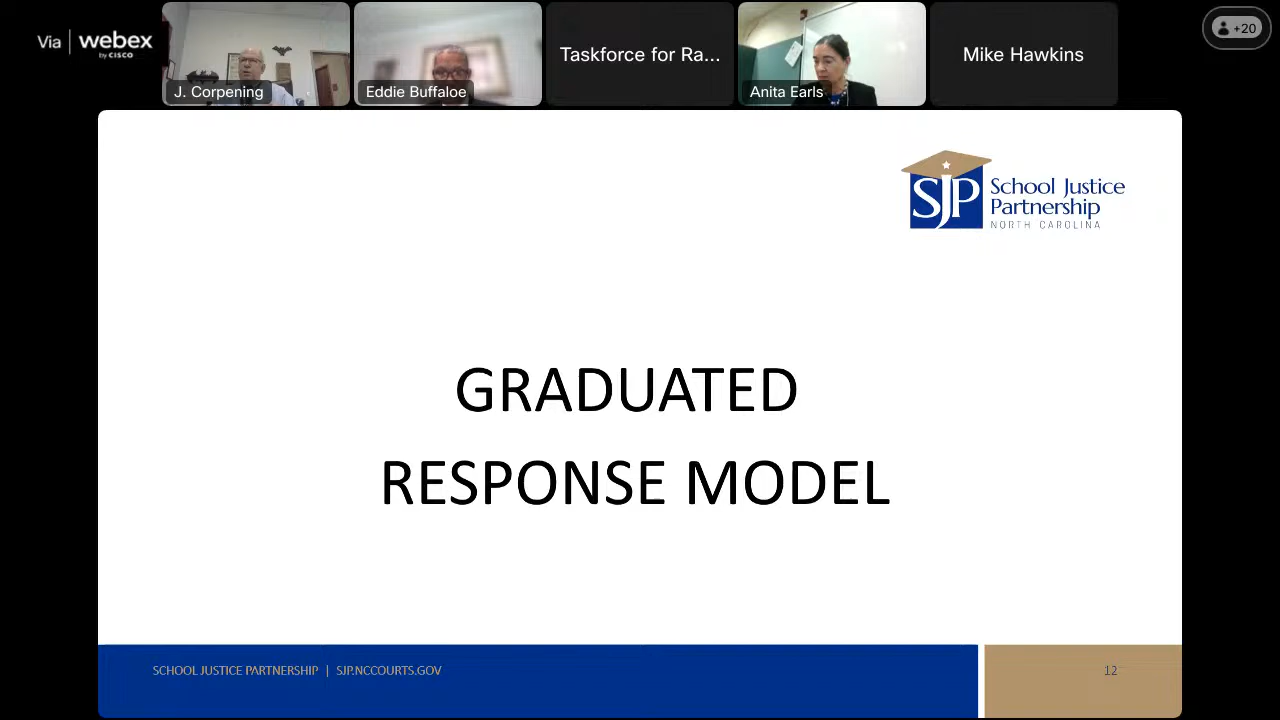 Via webex
by CISCO
J. Corpening
Eddie Buffaloe
Taskforce for Ra...
Anita Earls
Mike Hawkins
+20
SJP School Justice
Partnership
NORTH CAROLINA
GRADUATED
RESPONSE MODEL
SCHOOL JUSTICE PARTNERSHIP | SJP.NCCOURTS.GOV
12